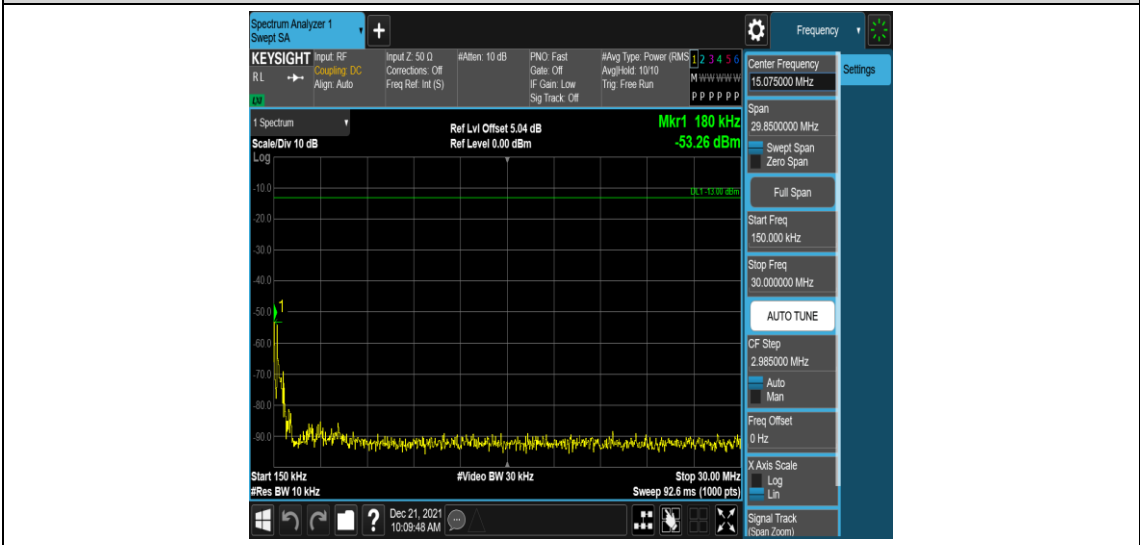 Spectrum Analyzer 1
Swept SA
+
Frequency
KEYSIGHT
RL
LXI
Input: RF
Coupling: DC
Align: Auto
Input Z: 50 Ω
Corrections: Off
Freq Ref: Int (S)
#Atten: 10 dB
PNO: Fast
Gate: Off
IF Gain: Low
Sig Track: Off
#Avg Type: Power (RMS
Avg|Hold: 10/10
Trig: Free Run
1 2 3 4 5 6
M W W W W W
P P P P P P
Center Frequency
15.075000 MHz
Settings
Span
29.8500000 MHz
Swept Span
Zero Span
Full Span
Start Freq
150.000 kHz
Stop Freq
30.000000 MHz
AUTO TUNE
CF Step
2.985000 MHz
Auto
Man
Freq Offset
0 Hz
X Axis Scale
Log
Lin
Signal Track
(Span Zoom)
1 Spectrum
Scale/Div 10 dB
Log
Ref Lvl Offset 5.04 dB
Ref Level 0.00 dBm
Mkr1 180 kHz
-53.26 dBm
DL1 -13.00 dBm
-10.0
-20.0
-30.0
-40.0
-50.0
1
-60.0
-70.0
-80.0
-90.0
Start 150 kHz
#Res BW 10 kHz
#Video BW 30 kHz
Stop 30.00 MHz
Sweep 92.6 ms (1000 pts)
?
Dec 21, 2021
10:09:48 AM